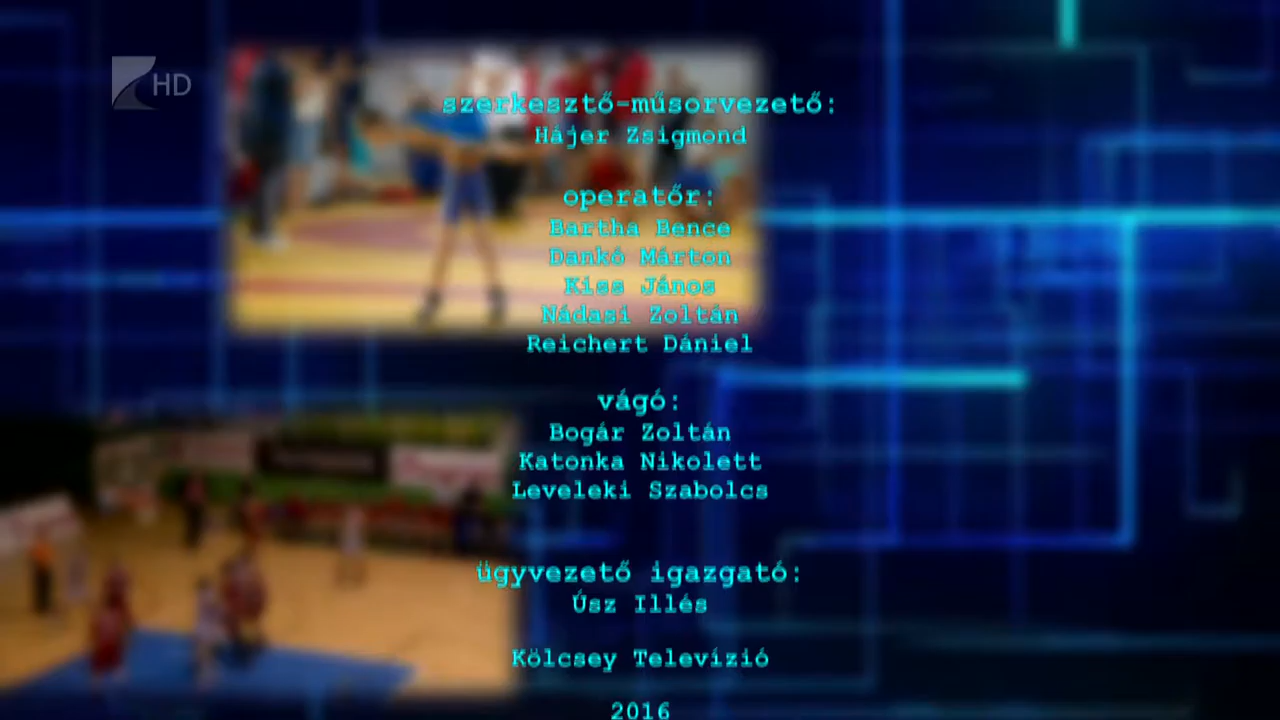 HD
szerkesztő-műsorvezető:
Hájer Zsigmond
operatőr:
Bartha Bence
Dankó Márton
Kiss János
Nádasi Zoltán
Reichert Dániel
vágó:
Bogár Zoltán
Katonka Nikolett
Leveleki Szabolcs
ügyvezető igazgató:
Úsz Illés
Kölcsey Televízió
2016